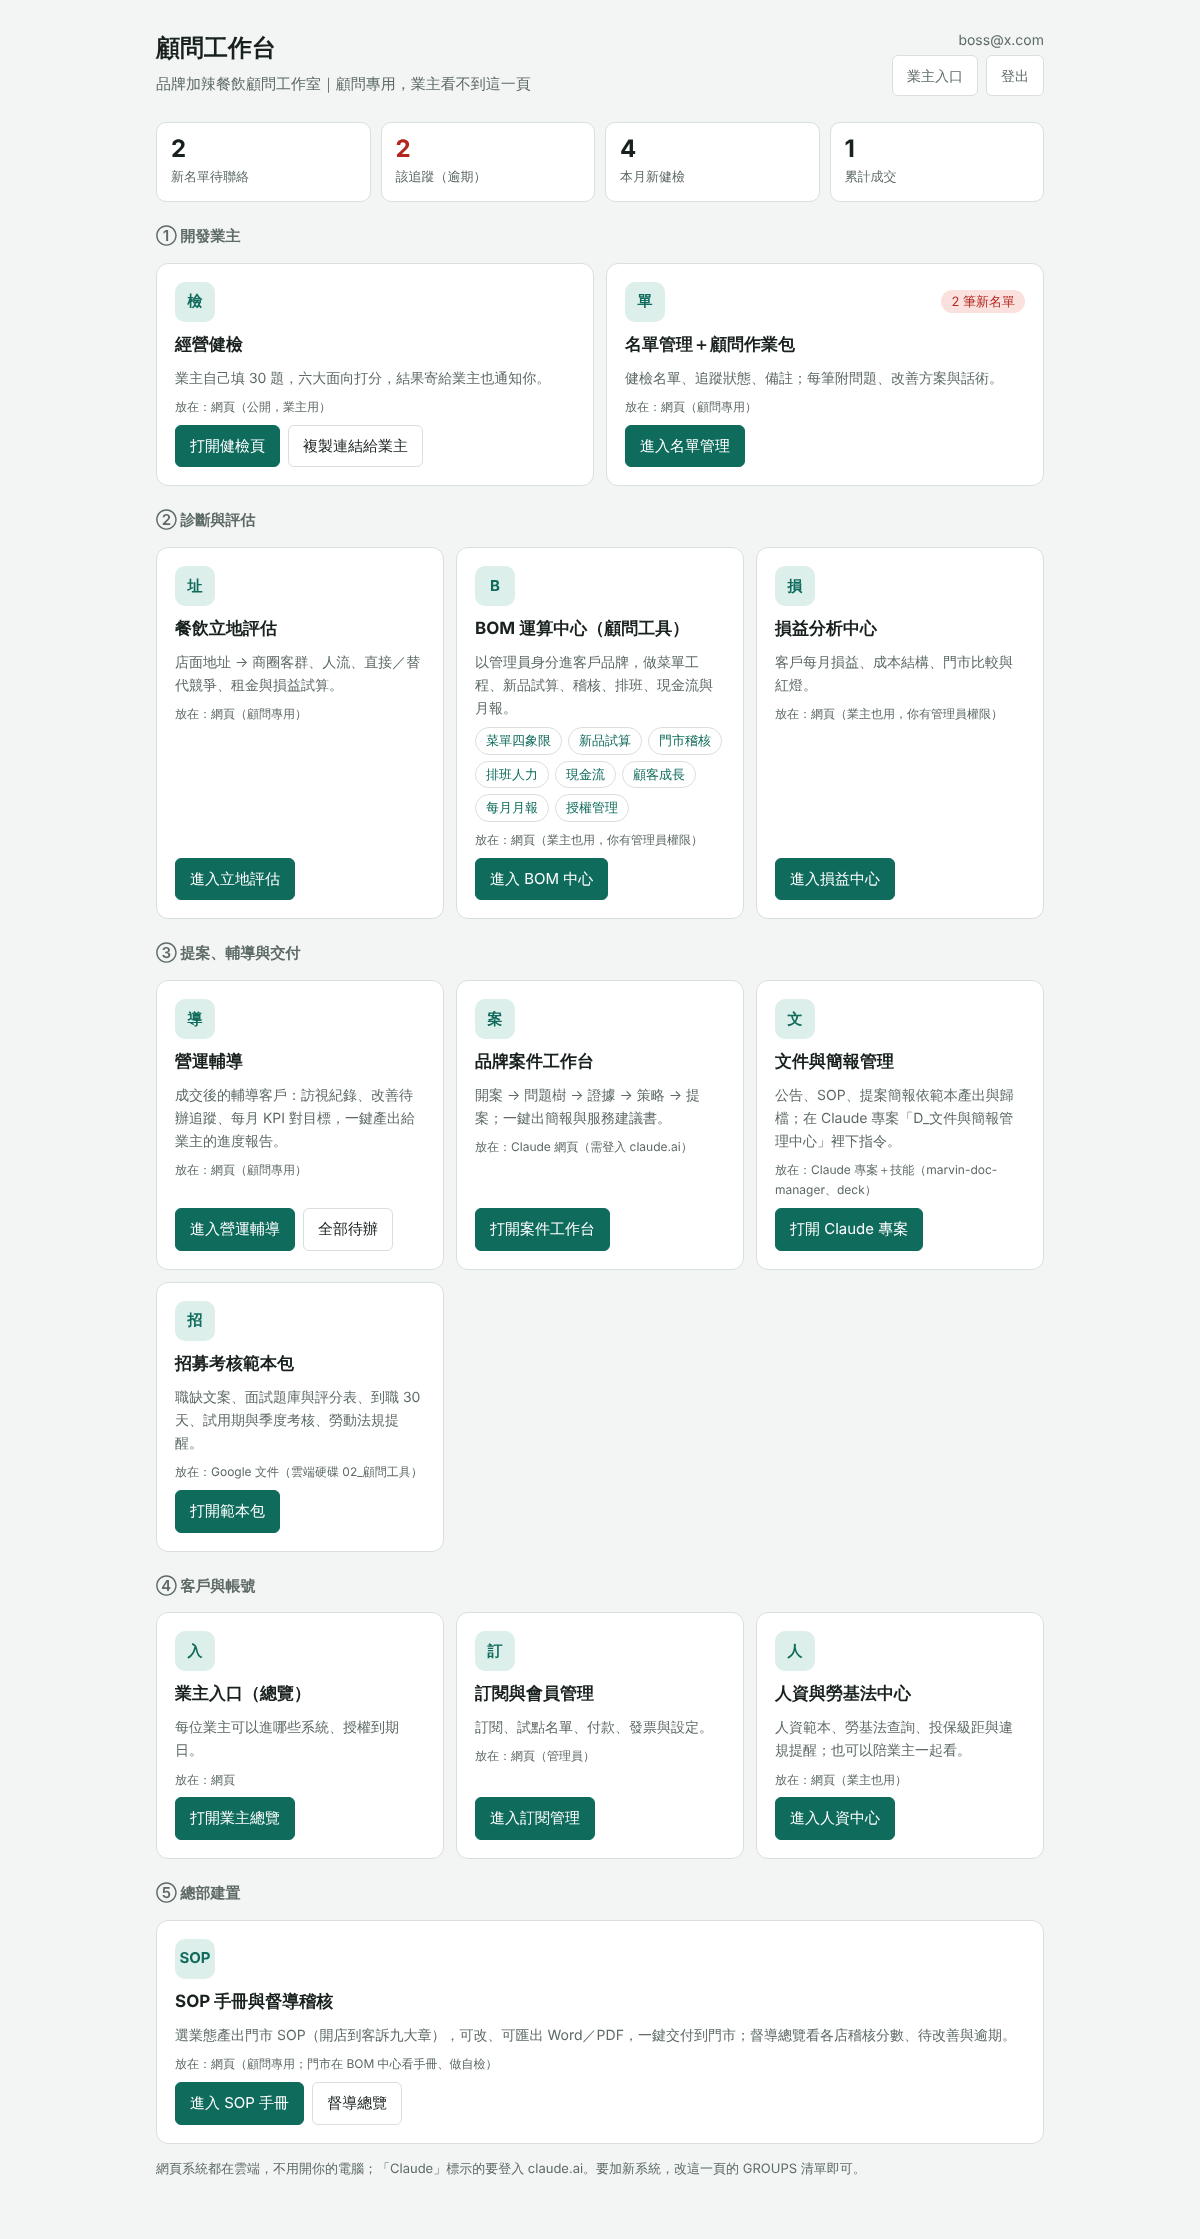 顧問工作台
品牌加辣餐飲顧問工作室｜顧問專用，業主看不到這一頁
boss@x.com
業主入口
登出
2
新名單待聯絡
2
該追蹤（逾期）
4
本月新健檢
1
累計成交
① 開發業主
檢
經營健檢
業主自己填 30 題，六大面向打分，結果寄給業主也通知你。
放在：網頁（公開，業主用）
打開健檢頁
複製連結給業主
單
2 筆新名單
名單管理＋顧問作業包
健檢名單、追蹤狀態、備註；每筆附問題、改善方案與話術。
放在：網頁（顧問專用）
進入名單管理
② 診斷與評估
址
餐飲立地評估
店面地址 → 商圈客群、人流、直接／替
代競爭、租金與損益試算。
放在：網頁（顧問專用）
進入立地評估
B
BOM 運算中心（顧問工具）
以管理員身分進客戶品牌，做菜單工
程、新品試算、稽核、排班、現金流與
月報。
菜單四象限
新品試算
門市稽核
排班人力
現金流
顧客成長
每月月報
授權管理
放在：網頁（業主也用，你有管理員權限）
進入 BOM 中心
損
損益分析中心
客戶每月損益、成本結構、門市比較與
紅燈。
放在：網頁（業主也用，你有管理員權限）
進入損益中心
③ 提案、輔導與交付
導
營運輔導
成交後的輔導客戶：訪視紀錄、改善待
辦追蹤、每月 KPI 對目標，一鍵產出給
業主的進度報告。
放在：網頁（顧問專用）
進入營運輔導
全部待辦
案
品牌案件工作台
開案 → 問題樹 → 證據 → 策略 → 提
案；一鍵出簡報與服務建議書。
放在：Claude 網頁（需登入 claude.ai）
打開案件工作台
文
文件與簡報管理
公告、SOP、提案簡報依範本產出與歸
檔；在 Claude 專案「D_文件與簡報管
理中心」裡下指令。
放在：Claude 專案＋技能（marvin-doc-
manager、deck）
打開 Claude 專案
招
招募考核範本包
職缺文案、面試題庫與評分表、到職 30
天、試用期與季度考核、勞動法規提
醒。
放在：Google 文件（雲端硬碟 02_顧問工具）
打開範本包
④ 客戶與帳號
入
業主入口（總覽）
每位業主可以進哪些系統、授權到期
日。
放在：網頁
打開業主總覽
訂
訂閱與會員管理
訂閱、試點名單、付款、發票與設定。
放在：網頁（管理員）
進入訂閱管理
人
人資與勞基法中心
人資範本、勞基法查詢、投保級距與違
規提醒；也可以陪業主一起看。
放在：網頁（業主也用）
進入人資中心
⑤ 總部建置
SOP
SOP 手冊與督導稽核
選業態產出門市 SOP（開店到客訴九大章），可改、可匯出 Word／PDF，一鍵交付到門市；督導總覽看各店稽核分數、待改善與逾期。
放在：網頁（顧問專用；門市在 BOM 中心看手冊、做自檢）
進入 SOP 手冊
督導總覽
網頁系統都在雲端，不用開你的電腦；「Claude」標示的要登入 claude.ai。要加新系統，改這一頁的 GROUPS 清單即可。